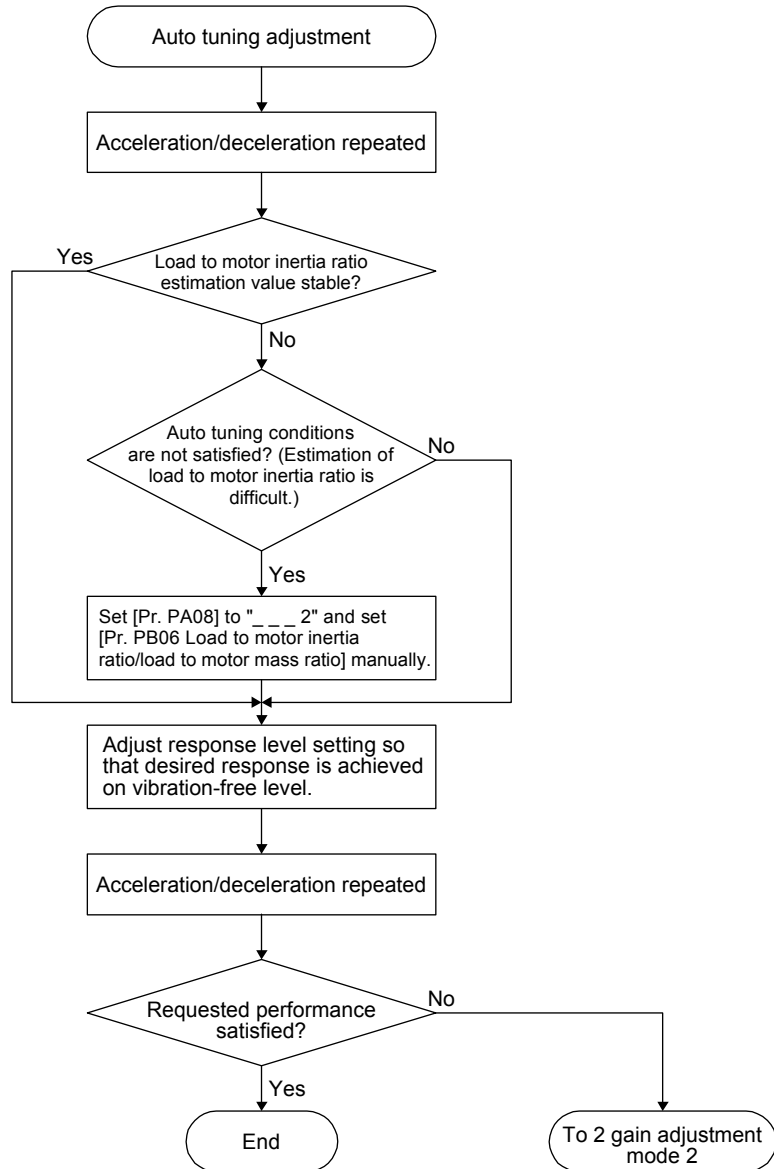 Auto tuning adjustment
Acceleration/deceleration repeated
Yes
Load to motor inertia ratio
estimation value stable?
No
Auto tuning conditions
are not satisfied? (Estimation of
load to motor inertia ratio is
difficult.)
No
Yes
Set [Pr. PA08] to "_ _ _ 2" and set
[Pr. PB06 Load to motor inertia
ratio/load to motor mass ratio] manually.
Adjust response level setting so
that desired response is achieved
on vibration-free level.
Acceleration/deceleration repeated
Requested performance
satisfied?
No
Yes
End
To 2 gain adjustment
mode 2